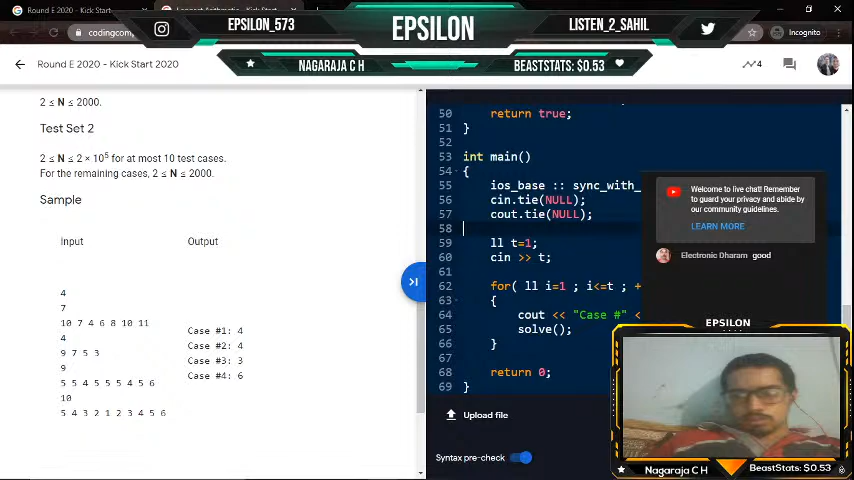 Round E 2020 - Kick Start
Longest Arithmetic - Kick Start
codingcom
Incognito
EPSILON_573
EPSILON
LISTEN_2_SAHIL
NAGARAJA C H
BEASTSTATS: $0.53
Round E 2020 - Kick Start 2020
4
2 ≤ N ≤ 2000.
Test Set 2
2 ≤ N ≤ 2 × 10⁵ for at most 10 test cases.
For the remaining cases, 2 ≤ N ≤ 2000.
Sample
Input
Output
4
7
10 7 4 6 8 10 11
4
9 7 5 3
9
5 5 4 5 5 5 4 5 6
10
5 4 3 2 1 2 3 4 5 6
Case #1: 4
Case #2: 4
Case #3: 3
Case #4: 6
50 return true;
51 }
52
53 int main()
54 {
55 ios_base :: sync_with_
56 cin.tie(NULL);
57 cout.tie(NULL);
58
59 ll t=1;
60 cin >> t;
61
62 for( ll i=1 ; i<=t ; +
63 {
64 cout << "Case #" <
65 solve();
66 }
67
68 return 0;
69 }
Upload file
Syntax pre-check
Welcome to live chat! Remember
to guard your privacy and abide by
our community guidelines.
LEARN MORE
Electronic Dharam good
EPSILON
Nagaraja C H
BeastStats: $0.53